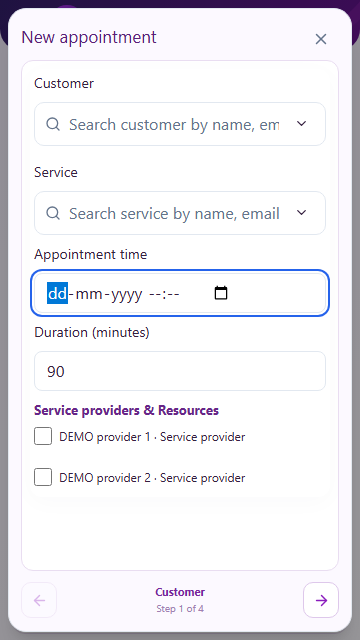 New appointment
Customer
Search customer by name, em
Service
Search service by name, email
Appointment time
dd-mm-yyyy --:--
Duration (minutes)
90
Service providers & Resources
DEMO provider 1 · Service provider
DEMO provider 2 · Service provider
Customer
Step 1 of 4